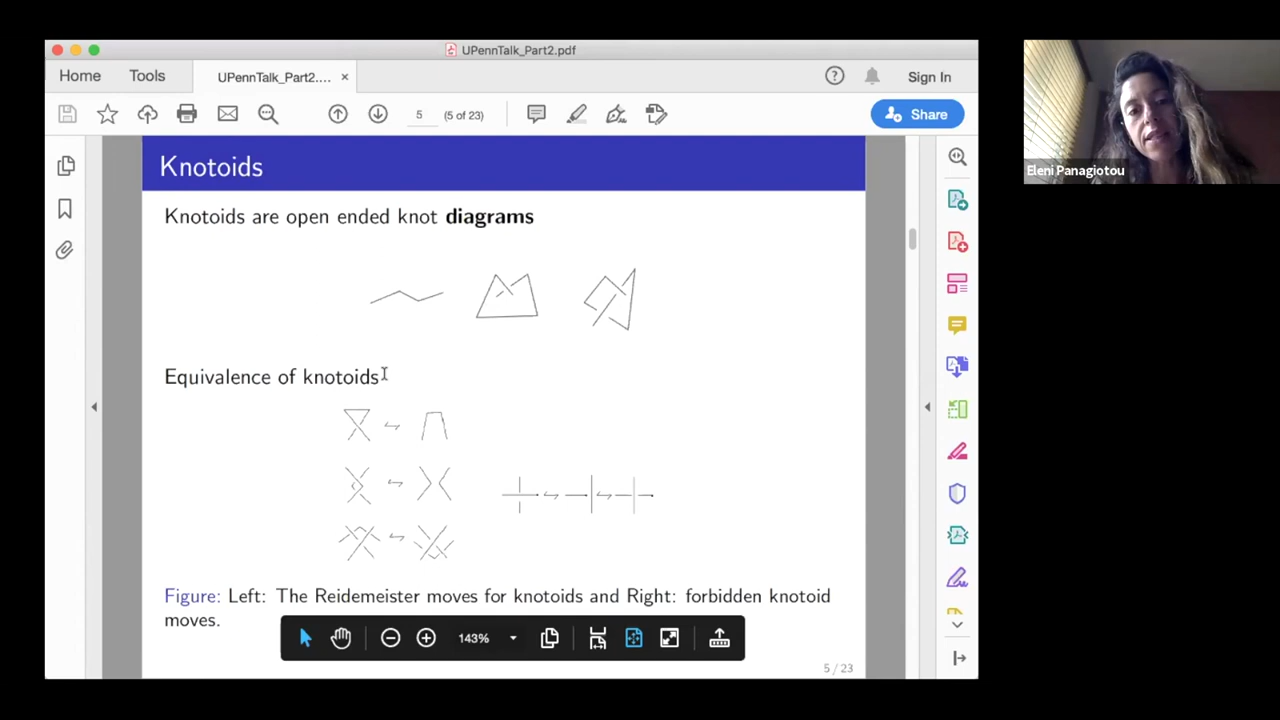 UPennTalk_Part2.pdf
Home
Tools
UPennTalk_Part2....
Sign In
5
(5 of 23)
Share
Knotoids
Knotoids are open ended knot diagrams
Equivalence of knotoids
Figure: Left: The Reidemeister moves for knotoids and Right: forbidden knotoid
moves.
143%
5 / 23
Eleni Panagiotou